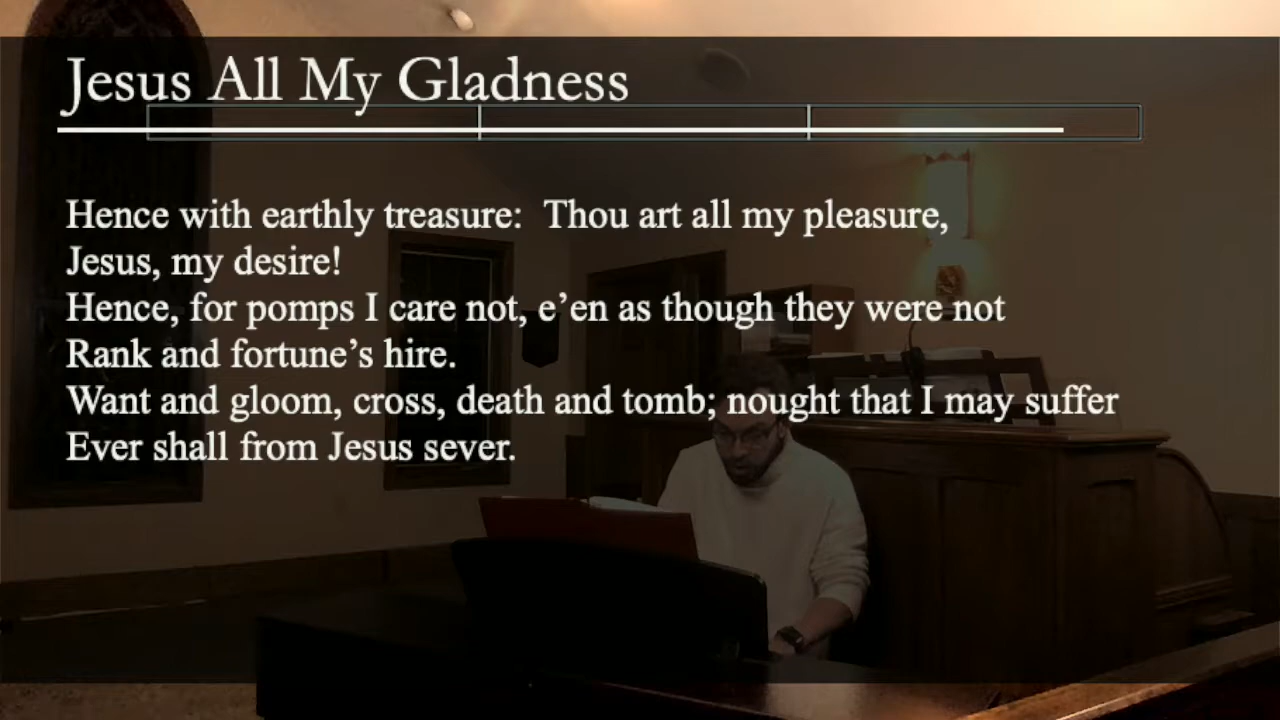 Jesus All My Gladness
Hence with earthly treasure:  Thou art all my pleasure,
Jesus, my desire!
Hence, for pomps I care not, e’en as though they were not
Rank and fortune’s hire.
Want and gloom, cross, death and tomb; nought that I may suffer
Ever shall from Jesus sever.